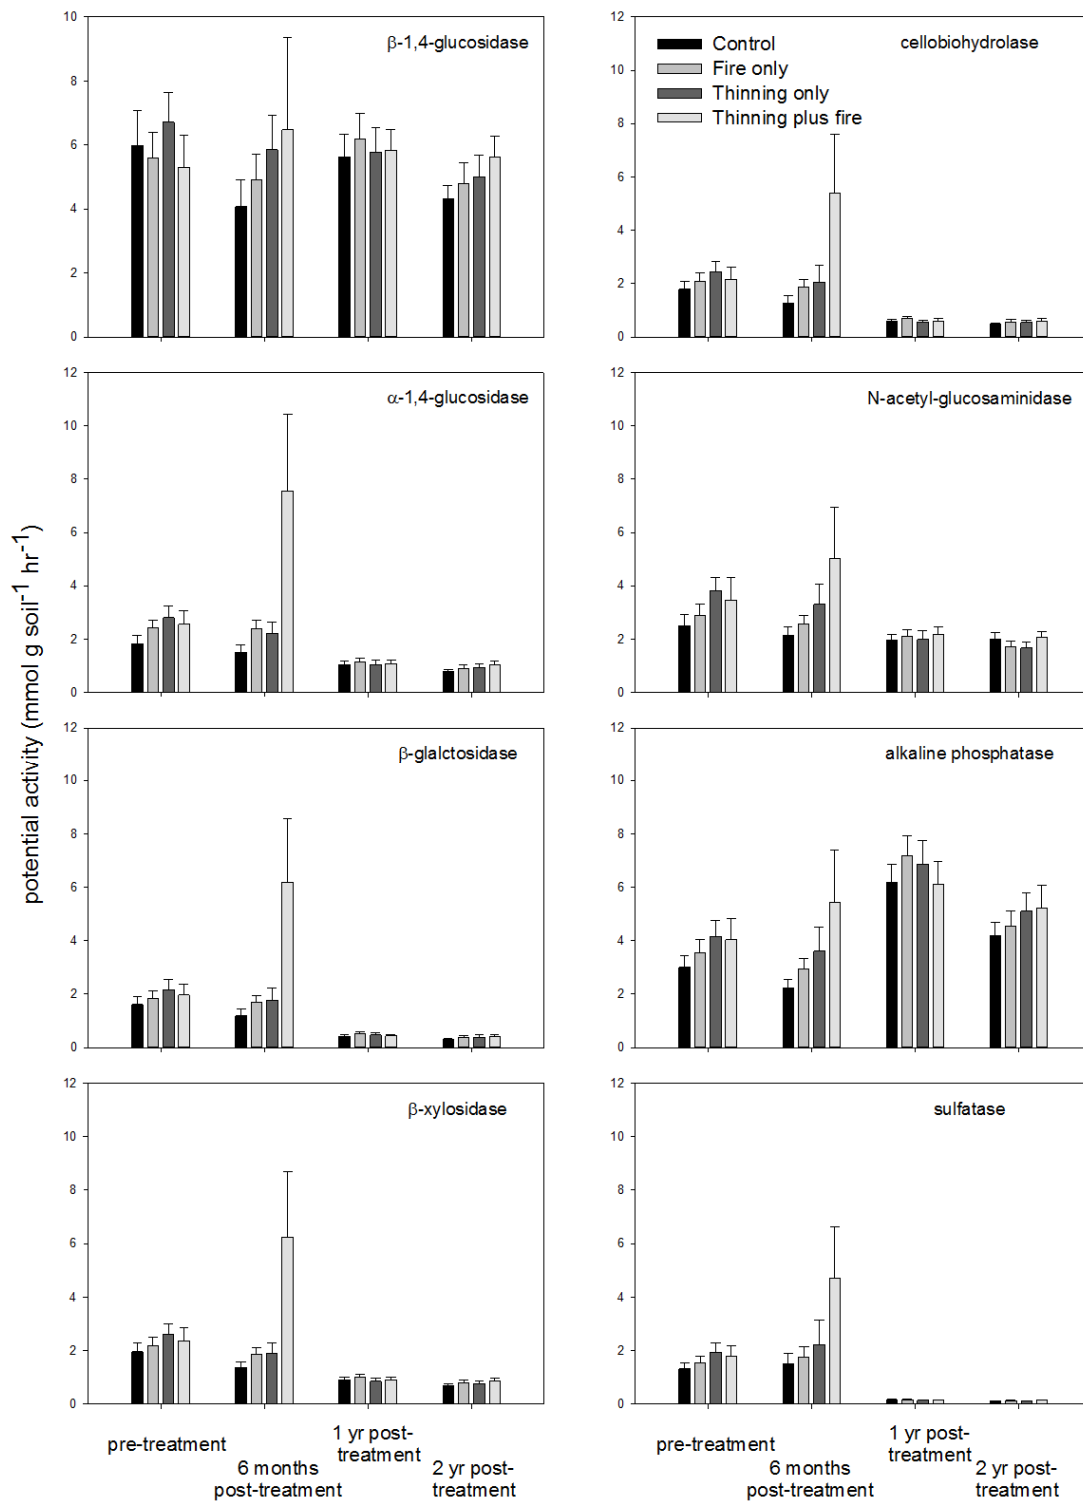 β-1,4-glucosidase
10
8
6
4
2
0
cellobiohydrolase
Control
Fire only
Thinning only
Thinning plus fire
12
10
8
6
4
2
0
α-1,4-glucosidase
12
10
8
6
4
2
0
N-acetyl-glucosaminidase
12
10
8
6
4
2
0
potential activity (mmol g soil⁻¹ hr⁻¹)
β-glalctosidase
12
10
8
6
4
2
0
alkaline phosphatase
12
10
8
6
4
2
0
β-xylosidase
12
10
8
6
4
2
0
sulfatase
12
10
8
6
4
2
0
pre-treatment
6 months
post-treatment
1 yr post-
treatment
2 yr post-
treatment
pre-treatment
6 months
post-treatment
1 yr post-
treatment
2 yr post-
treatment